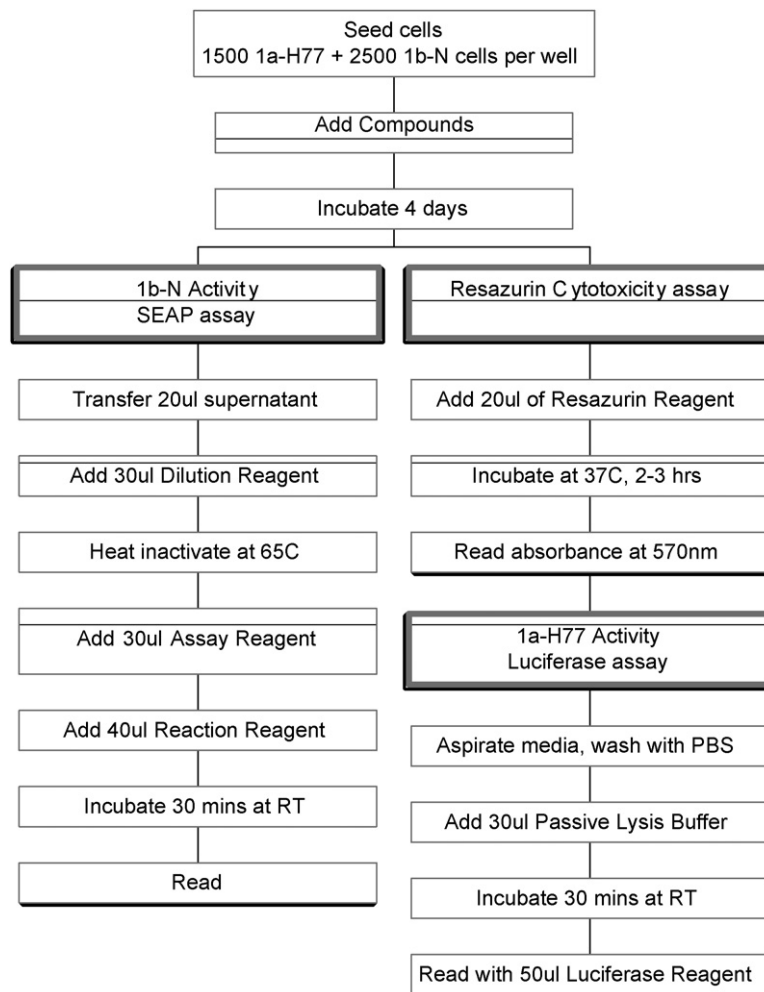 Seed cells
1500 1a-H77 + 2500 1b-N cells per well
Add Compounds
Incubate 4 days
1b-N Activity
SEAP assay
Transfer 20ul supernatant
Add 30ul Dilution Reagent
Heat inactivate at 65C
Add 30ul Assay Reagent
Add 40ul Reaction Reagent
Incubate 30 mins at RT
Read
Resazurin Cytotoxicity assay
Add 20ul of Resazurin Reagent
Incubate at 37C, 2-3 hrs
Read absorbance at 570nm
1a-H77 Activity
Luciferase assay
Aspirate media, wash with PBS
Add 30ul Passive Lysis Buffer
Incubate 30 mins at RT
Read with 50ul Luciferase Reagent